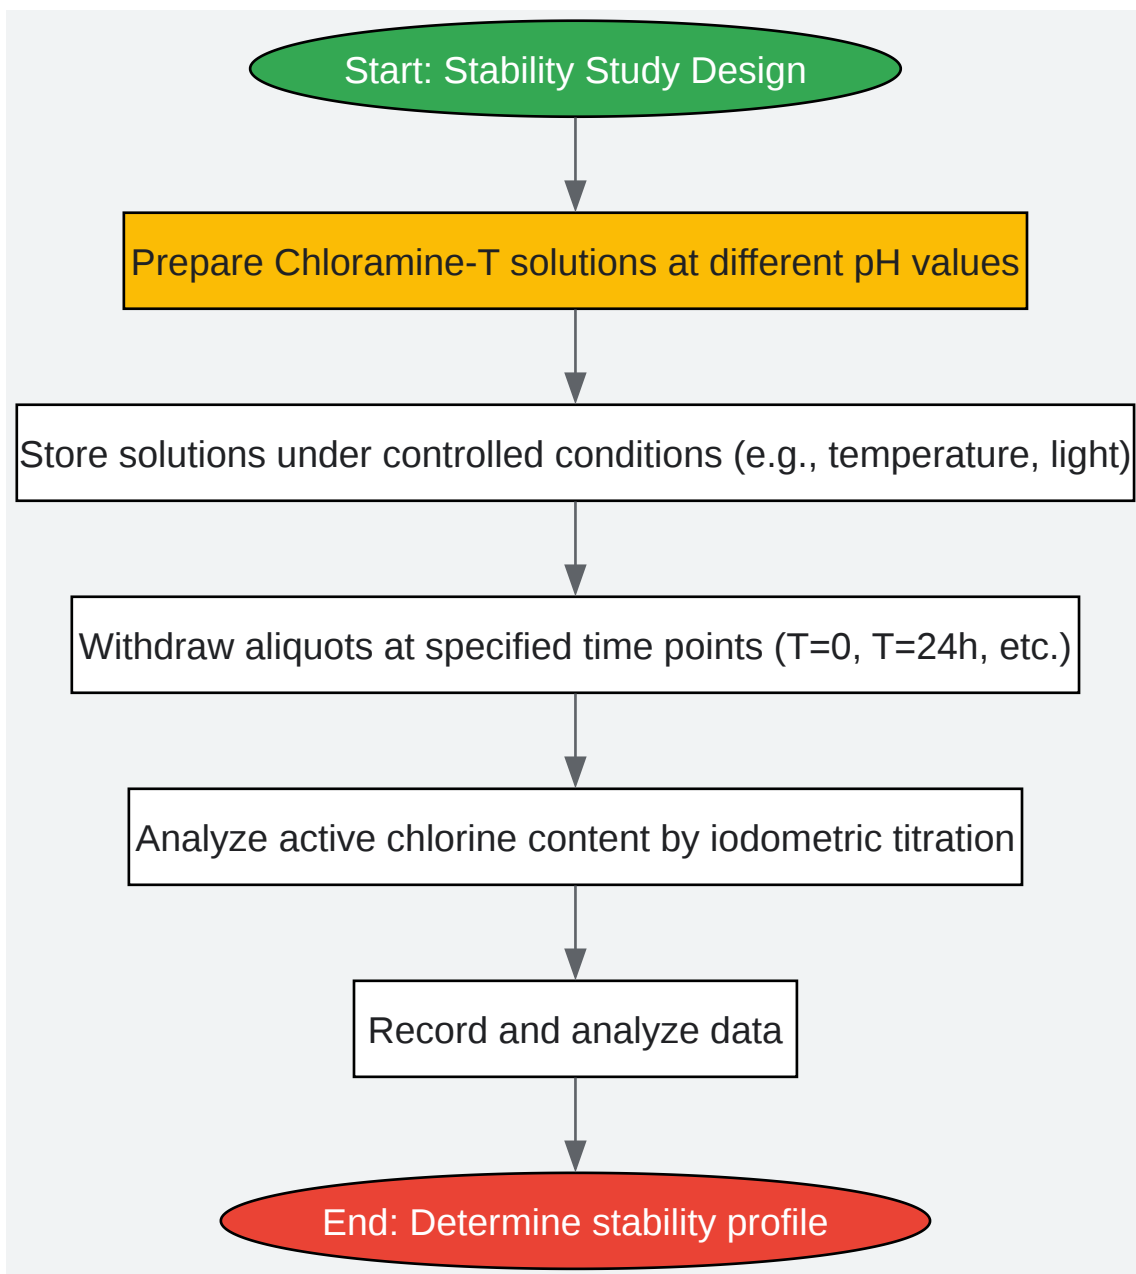 Start: Stability Study Design
Prepare Chloramine-T solutions at different pH values
Store solutions under controlled conditions (e.g., temperature, light)
Withdraw aliquots at specified time points (T=0, T=24h, etc.)
Analyze active chlorine content by iodometric titration
Record and analyze data
End: Determine stability profile